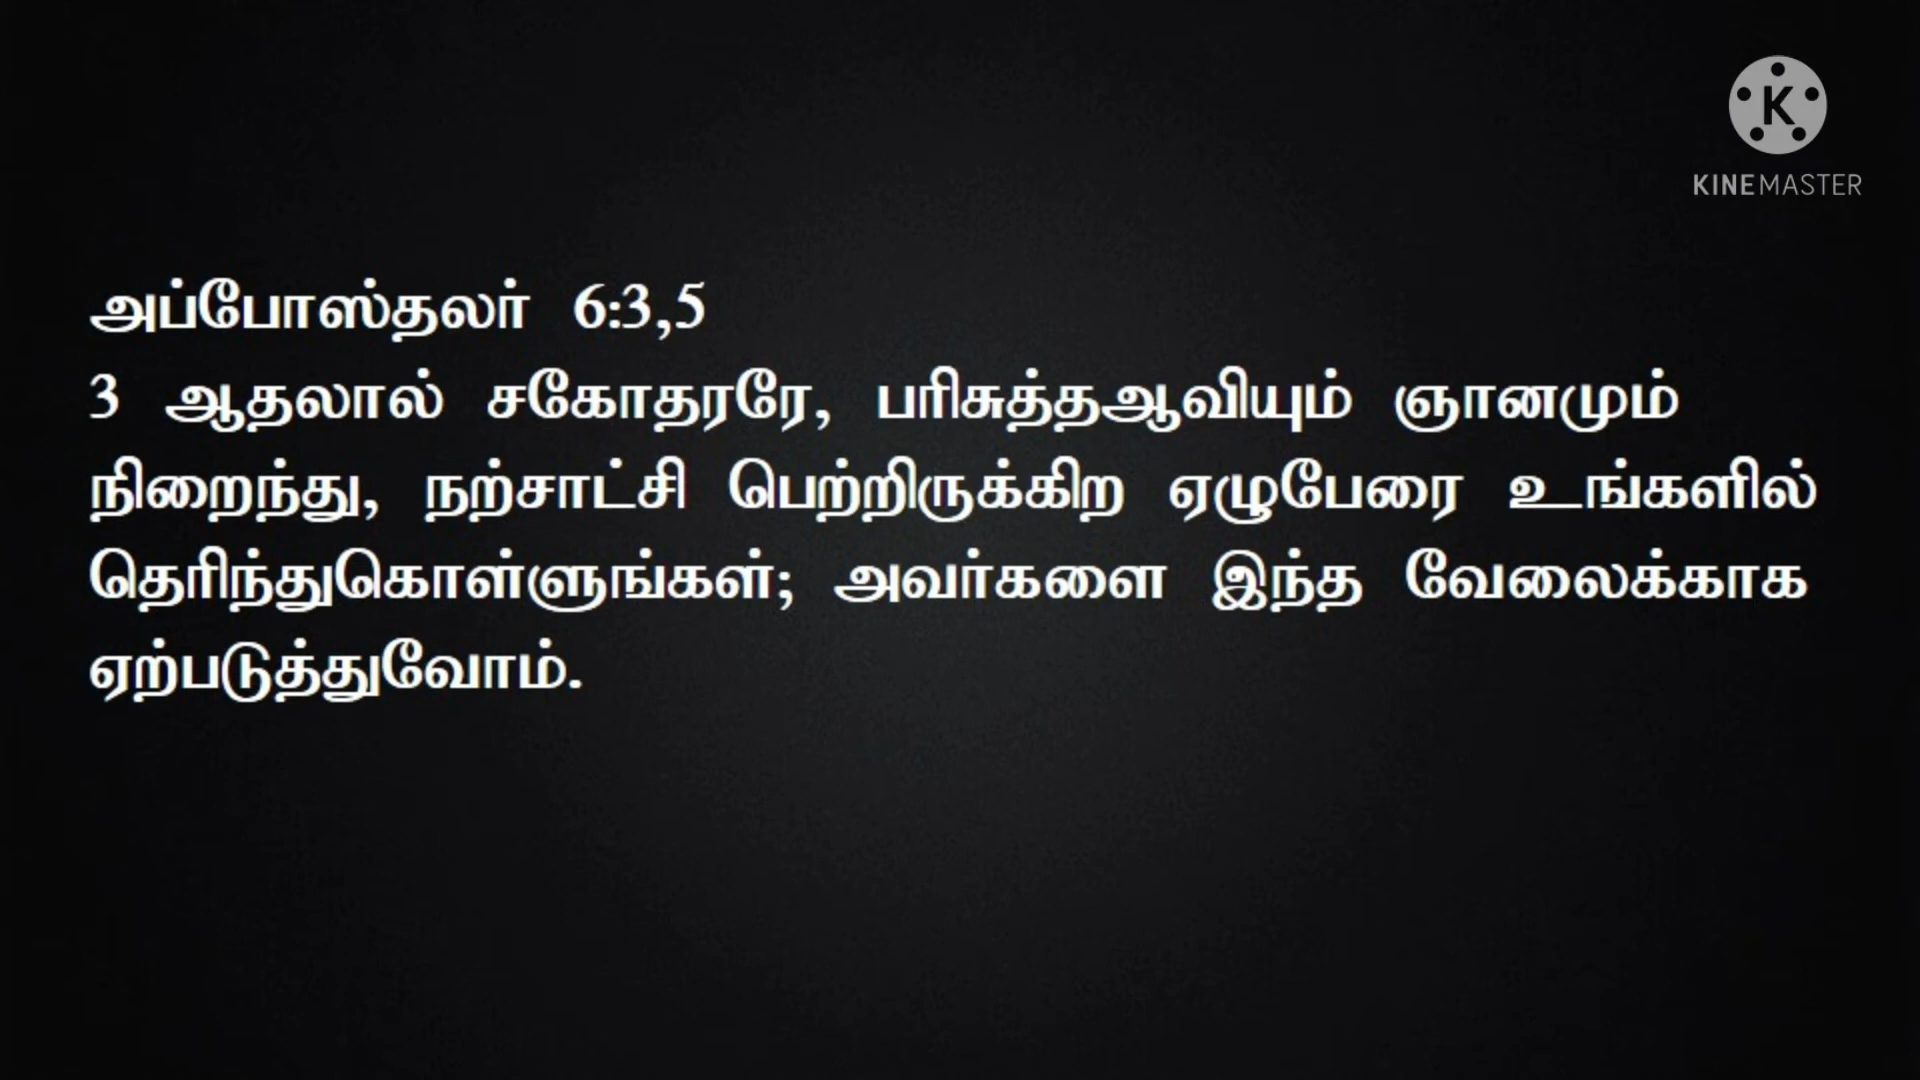 KINEMASTER
அப்போஸ்தலர் 6:3,5
3 ஆதலால் சகோதரரே, பரிசுத்தஆவியும் ஞானமும்
நிறைந்து, நற்சாட்சி பெற்றிருக்கிற ஏழுபேரை உங்களில்
தெரிந்துகொள்ளுங்கள்; அவர்களை இந்த வேலைக்காக
ஏற்படுத்துவோம்.